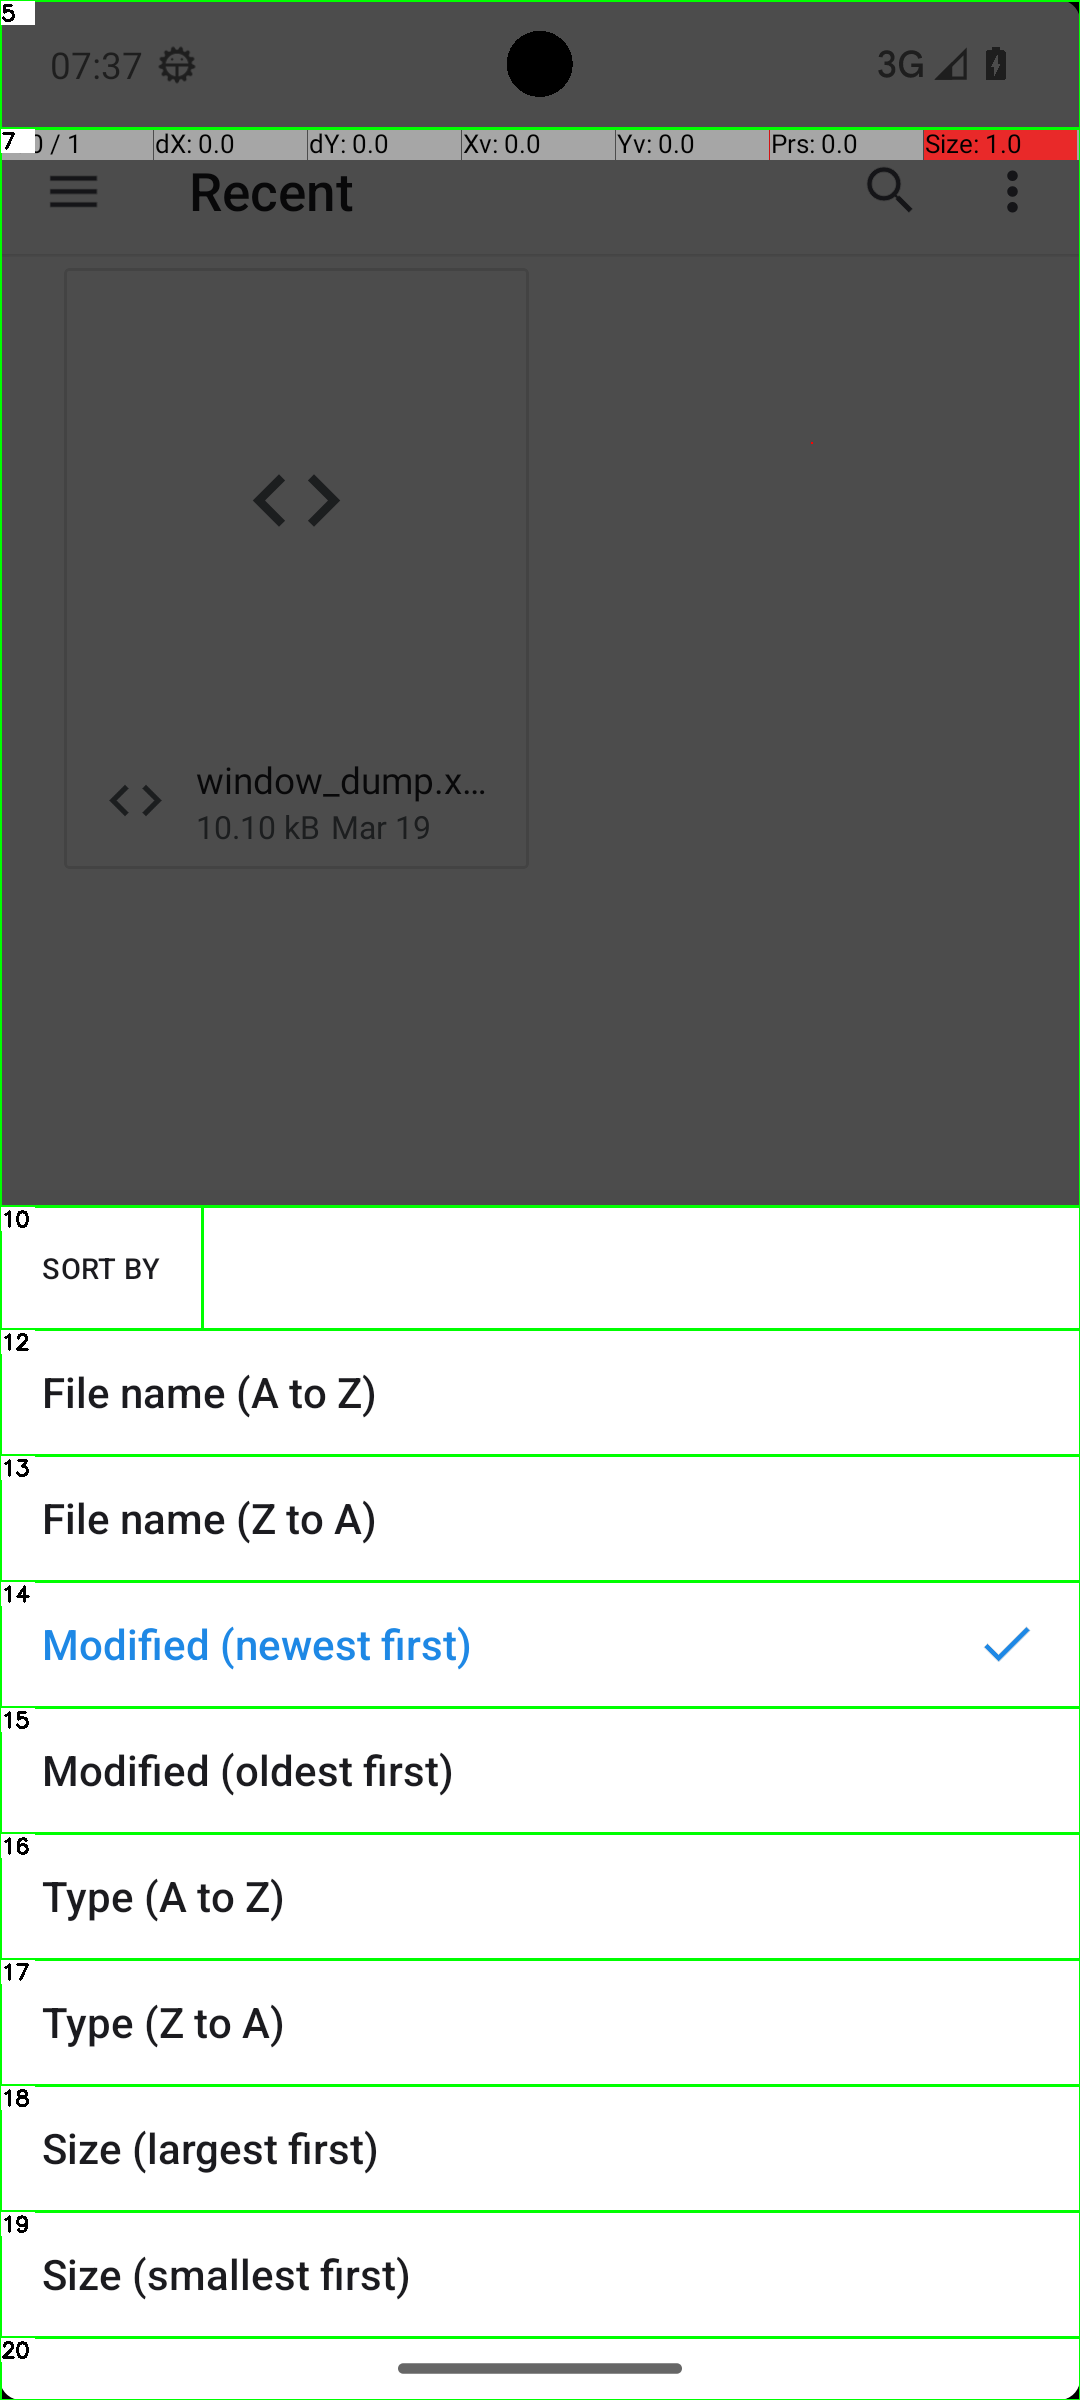 5
07:37
3G
7
0 / 1
dX: 0.0
dY: 0.0
Xv: 0.0
Yv: 0.0
Prs: 0.0
Size: 1.0
Recent
window_dump.x...
10.10 kB Mar 19
10
SORT BY
12
File name (A to Z)
13
File name (Z to A)
14
Modified (newest first)
15
Modified (oldest first)
16
Type (A to Z)
17
Type (Z to A)
18
Size (largest first)
19
Size (smallest first)
20